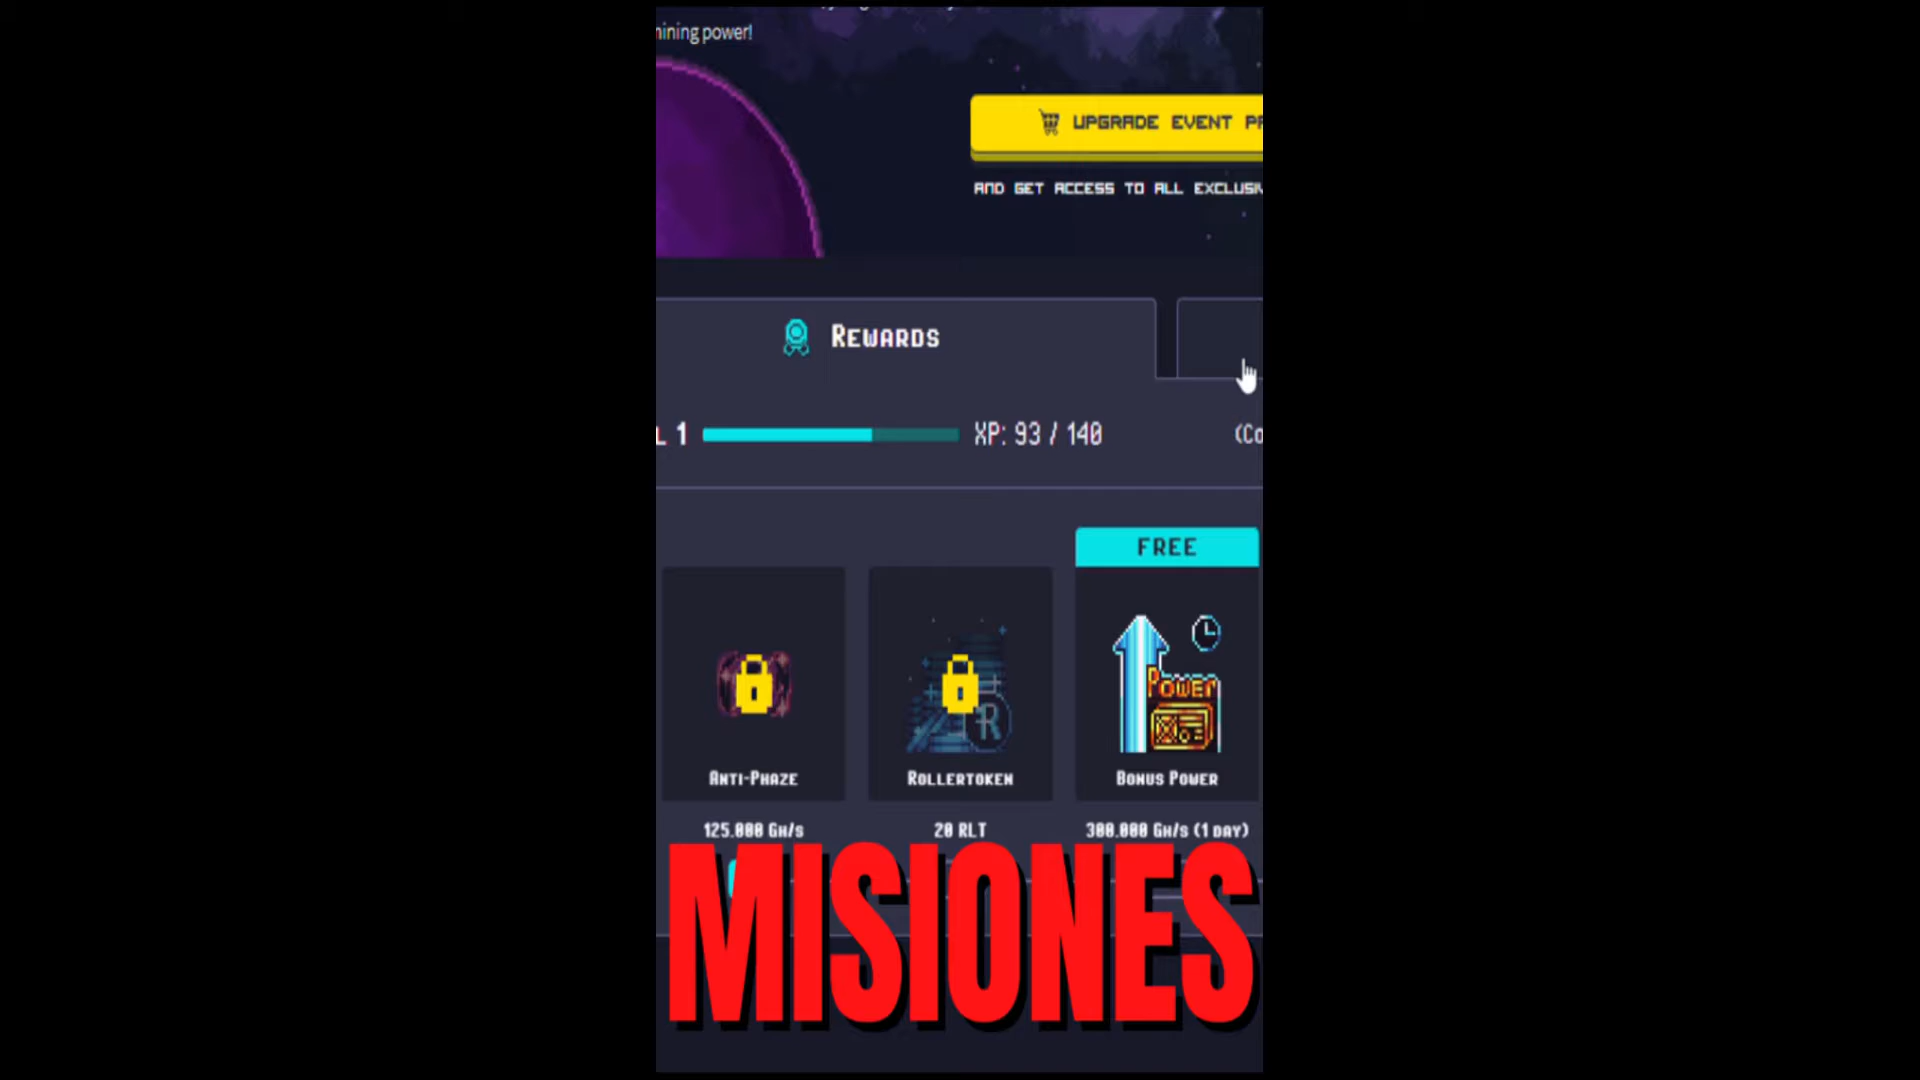 power!
UPGRADE EVENT
AND GET ACCESS TO ALL
Rewards
1 XP: 93 / 140
FREE
Anti-Phaze Rollertoken Bonus Power
125.000 Gh/s 20 RLT 300.000 Gh/s (1 day)
MISIONES